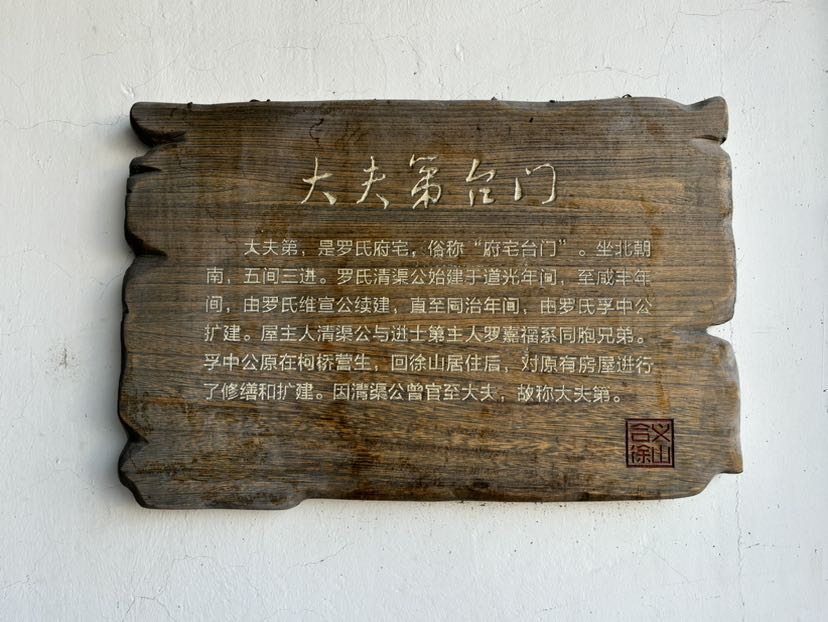 大夫第台门
大夫第，是罗氏府宅，俗称“府宅台门”。坐北朝
南，五间三进。罗氏清渠公始建于道光年间，至咸丰年
间，由罗氏维宣公续建，直至同治年间，由罗氏孚中公
扩建。屋主人清渠公与进士第主人罗嘉福系同胞兄弟。
孚中公原在柯桥营生，回徐山居住后，对原有房屋进行
了修缮和扩建。因清渠公曾官至大夫，故称大夫第。
合义
徐山